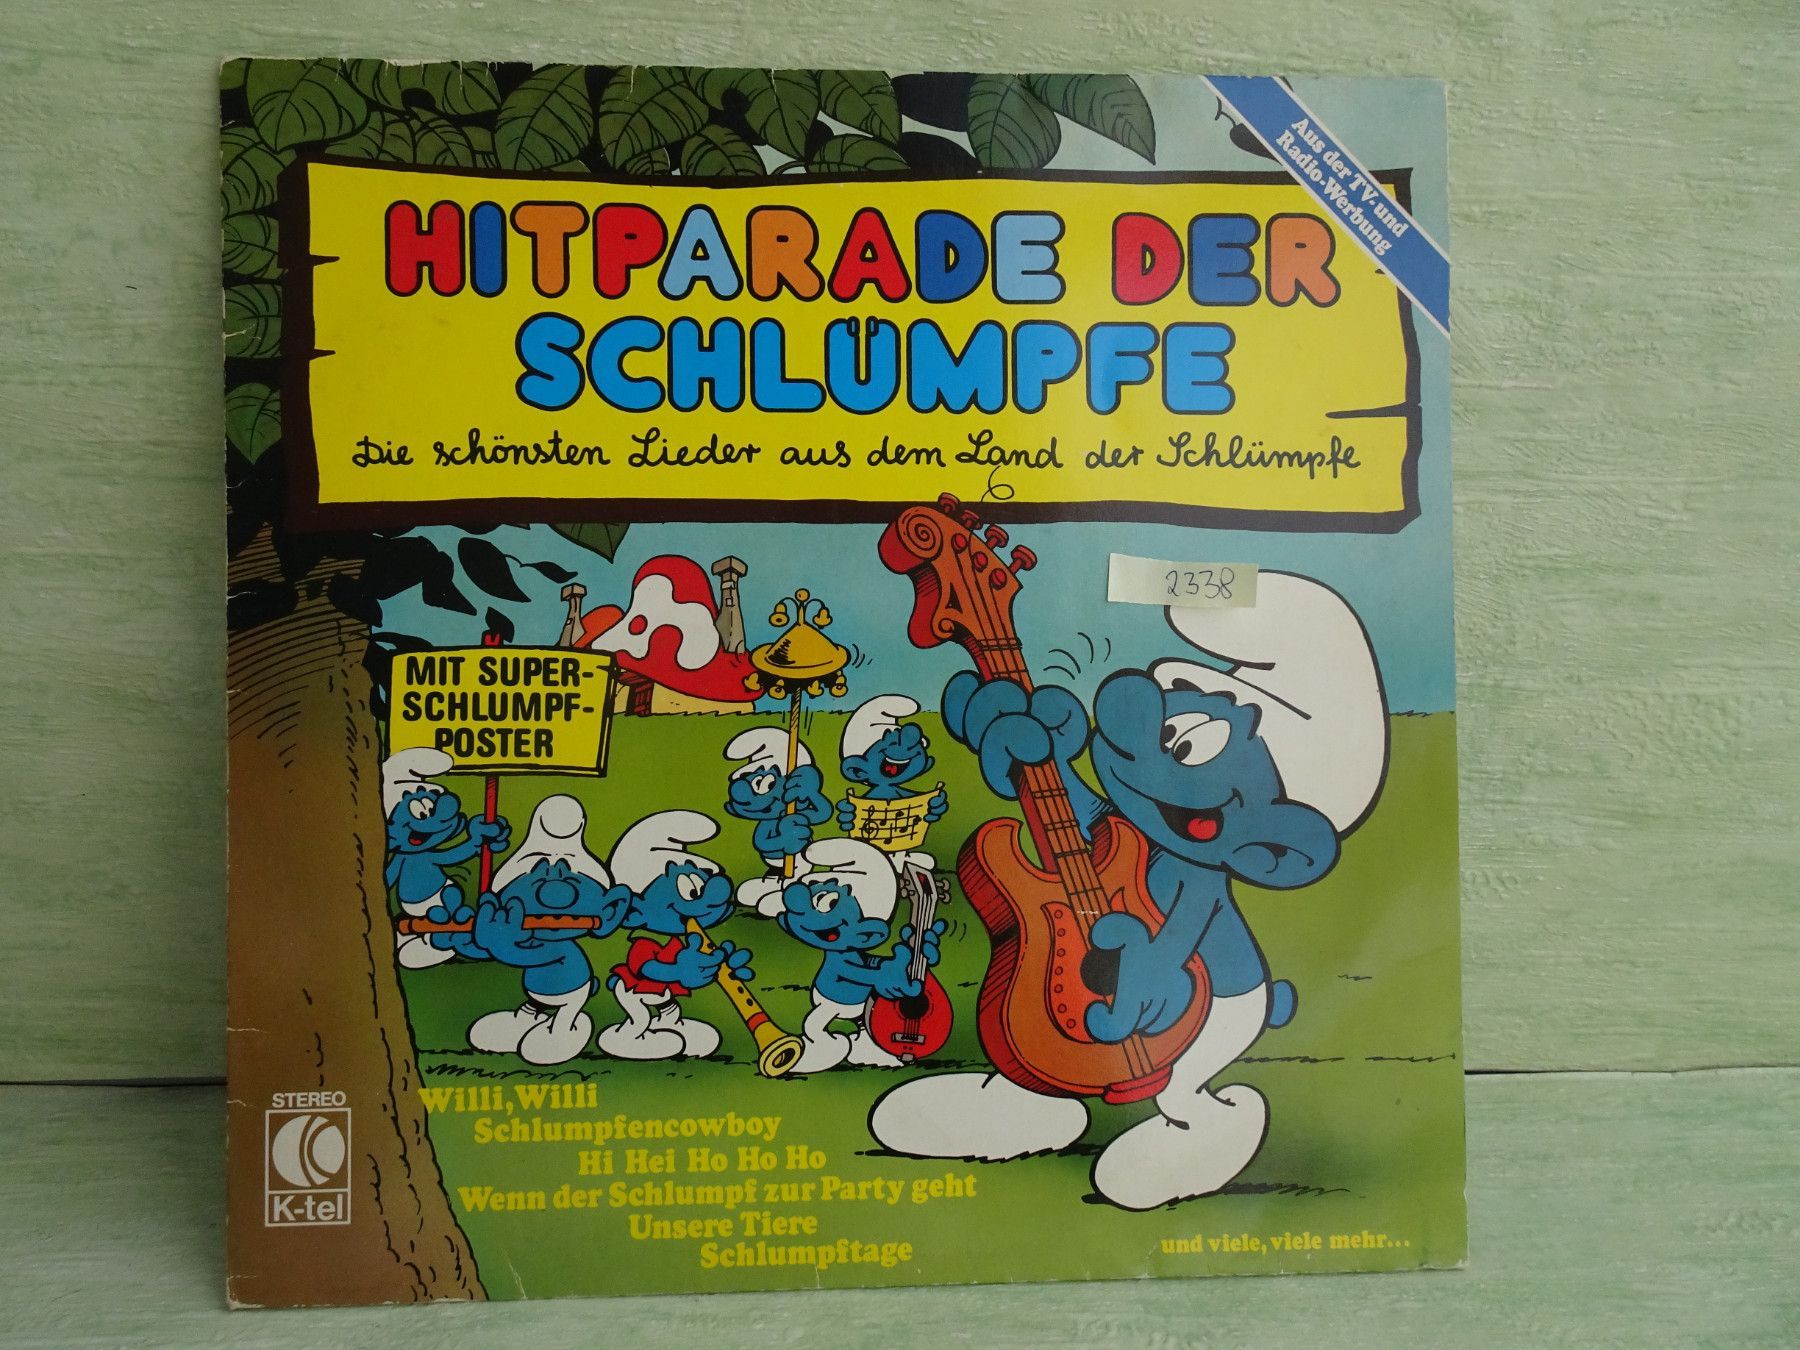 Aus der TV- und
Radio-Werbung
HITPARADE DER
SCHLÜMPFE
Die schönsten Lieder aus dem Land der Schlümpfe
2338
MIT SUPER-
SCHLUMPF-
POSTER
Willi, Willi
Schlumpfencowboy
Hi Hei Ho Ho Ho
Wenn der Schlumpf zur Party geht
Unsere Tiere
Schlumpftage
und viele, viele mehr...
STEREO
K-tel